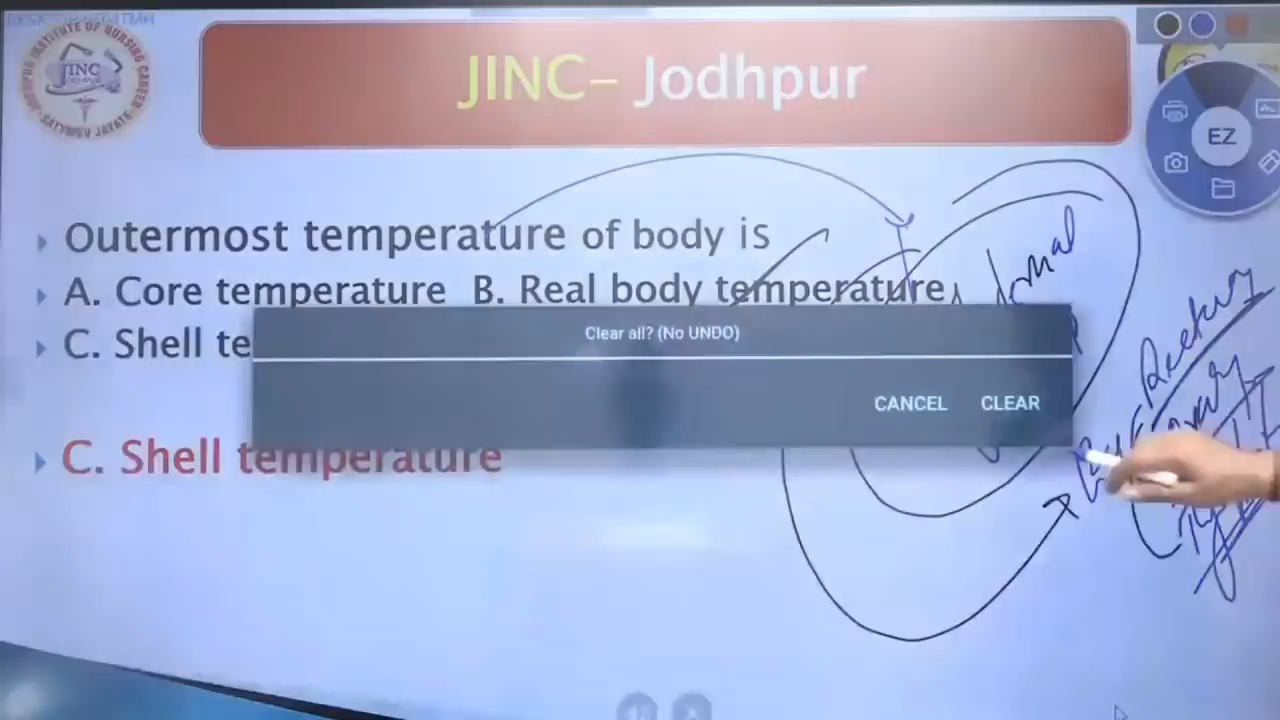 JINC- Jodhpur
JINC
Outermost temperature of body is
A. Core temperature B. Real body temperature
C. Shell te
Clear all? (No UNDO)
CANCEL CLEAR
C. Shell temperature
EZ